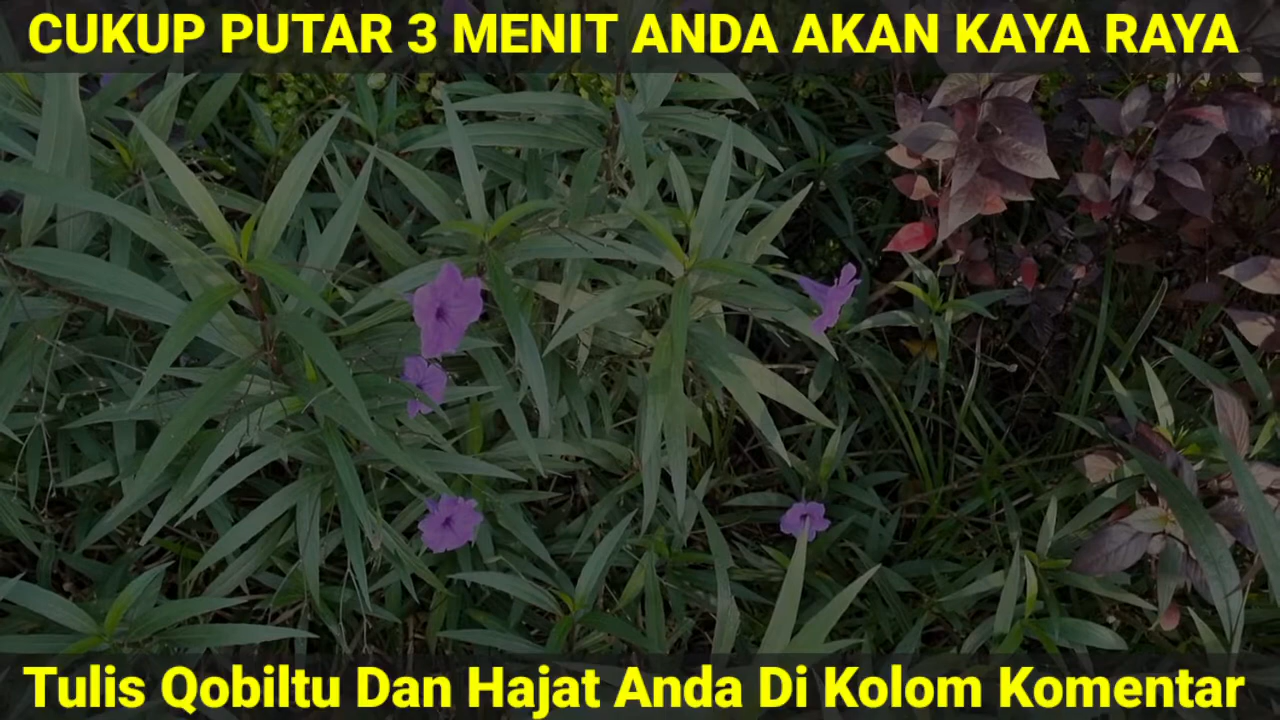 CUKUP PUTAR 3 MENIT ANDA AKAN KAYA RAYA
Tulis Qobiltu Dan Hajat Anda Di Kolom Komentar